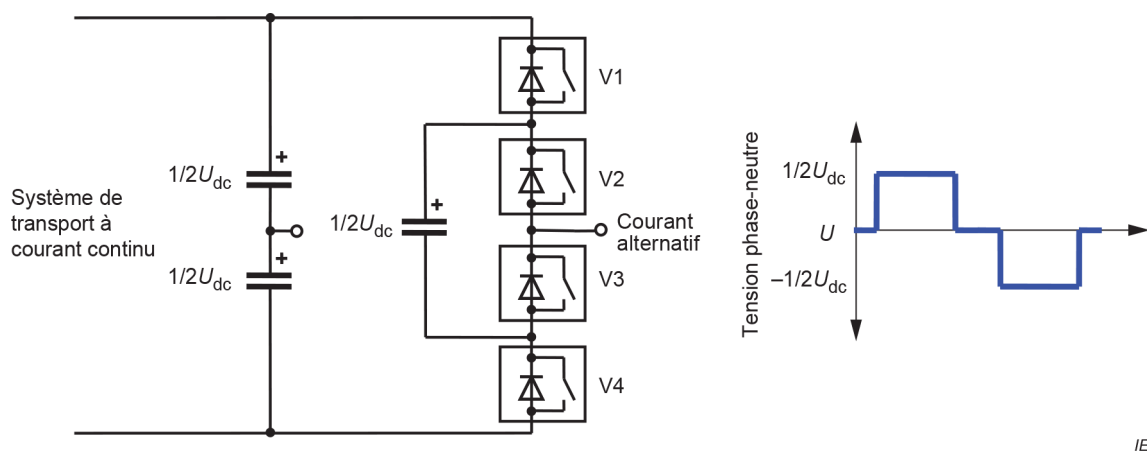 Système de
transport à
courant continu
1/2Udc
+
1/2Udc
+
1/2Udc
+
V1
V2
Courant
alternatif
V3
V4
Tension phase-neutre
1/2Udc
U
–1/2Udc
IE